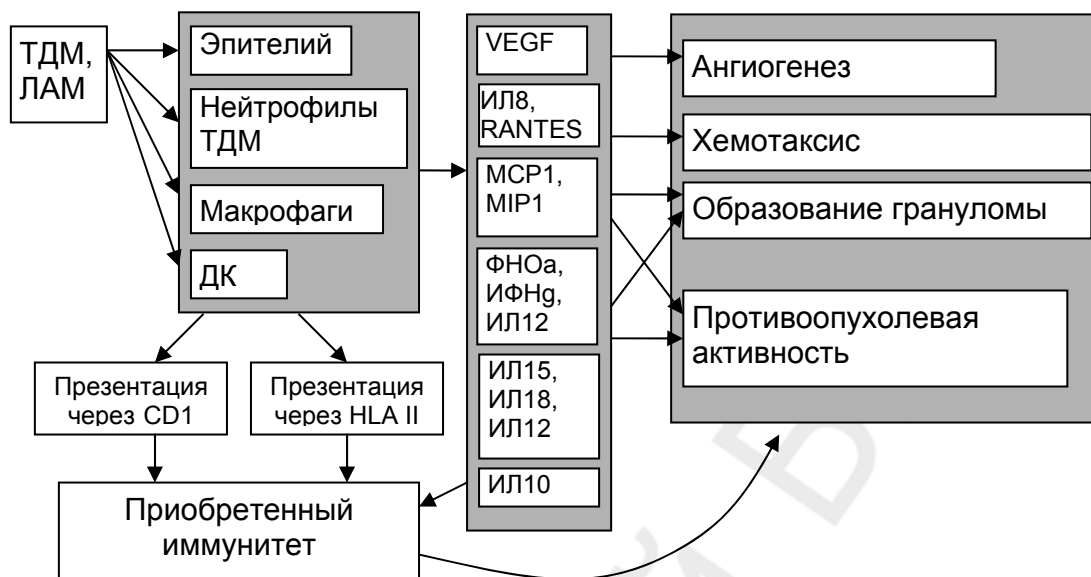 ТДМ,
ЛАМ
Эпителий
Нейтрофилы
ТДМ
Макрофаги
ДК
Презентация
через CD1
Презентация
через HLA II
Приобретенный
иммунитет
VEGF
ИЛ8,
RANTES
MCP1,
MIP1
ФНОа,
ИФНg,
ИЛ12
ИЛ15,
ИЛ18,
ИЛ12
ИЛ10
Ангиогенез
Хемотаксис
Образование грануломы
Противоопухолевая
активность